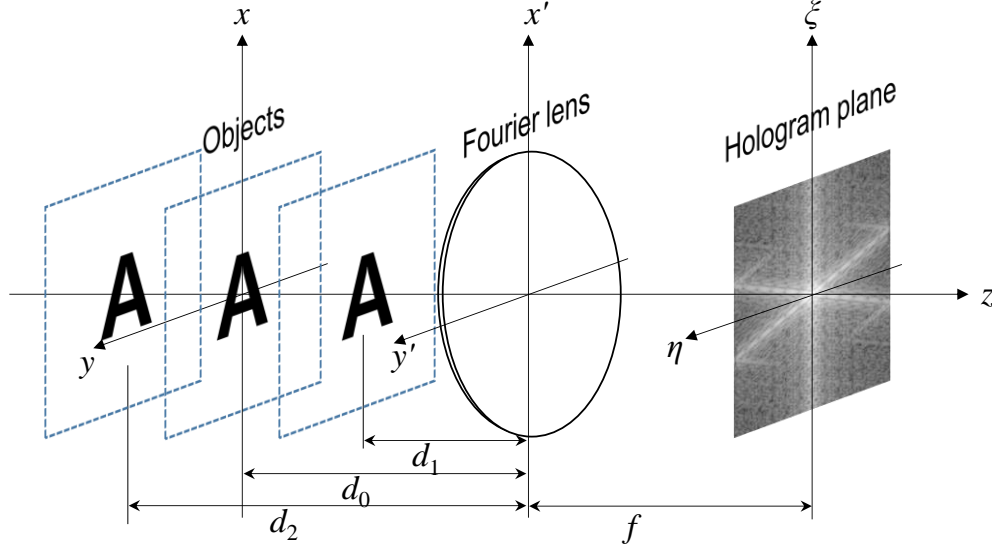 x
x′
ξ
Objects
Fourier lens
Hologram plane
A
A
A
z
y
y′
η
d₁
d₀
d₂
f